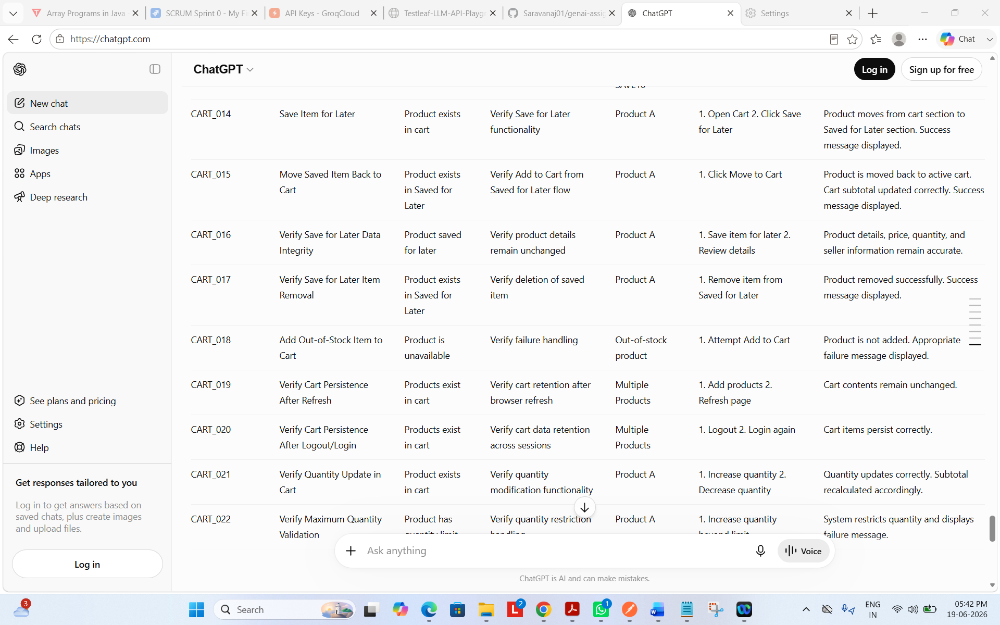 Array Programs in Java
SCRUM Sprint 0 - My Fi
API Keys - GroqCloud
Testleaf-LLM-API-Playgr
Saravanaj01/genai-assig
ChatGPT
Settings
https://chatgpt.com
Chat
ChatGPT
Log in
Sign up for free
New chat
Search chats
Images
Apps
Deep research
See plans and pricing
Settings
Help
Get responses tailored to you
Log in to get answers based on
saved chats, plus create images
and upload files.
Log in
CART_014 Save Item for Later Product exists Verify Save for Later Product A 1. Open Cart 2. Click Save Product moves from cart section to
in cart functionality for Later Saved for Later section. Success
message displayed.
CART_015 Move Saved Item Back to Product exists Verify Add to Cart from Product A 1. Click Move to Cart Product is moved back to active cart.
Cart in Saved for Saved for Later flow Cart subtotal updated correctly. Success
Later message displayed.
CART_016 Verify Save for Later Data Product saved Verify product details Product A 1. Save item for later 2. Product details, price, quantity, and
Integrity for later remain unchanged Review details seller information remain accurate.
CART_017 Verify Save for Later Item Product exists Verify deletion of saved Product A 1. Remove item from Product removed successfully. Success
Removal in Saved for item Saved for Later message displayed.
Later
CART_018 Add Out-of-Stock Item to Product is Verify failure handling Out-of-stock 1. Attempt Add to Cart Product is not added. Appropriate
Cart unavailable product failure message displayed.
CART_019 Verify Cart Persistence Products exist Verify cart retention after Multiple 1. Add products 2. Cart contents remain unchanged.
After Refresh in cart browser refresh Products Refresh page
CART_020 Verify Cart Persistence Products exist Verify cart data retention Multiple 1. Logout 2. Login again Cart items persist correctly.
After Logout/Login in cart across sessions Products
CART_021 Verify Quantity Update in Product exists Verify quantity Product A 1. Increase quantity 2. Quantity updates correctly. Subtotal
Cart in cart modification functionality Decrease quantity recalculated accordingly.
CART_022 Verify Maximum Quantity Product has Verify quantity restriction Product A 1. Increase quantity System restricts quantity and displays
Validation quantity limit handling beyond limit failure message.
Ask anything
Voice
ChatGPT is AI and can make mistakes.
3
Search
2
1
ENG
IN
05:42 PM
19-06-2026